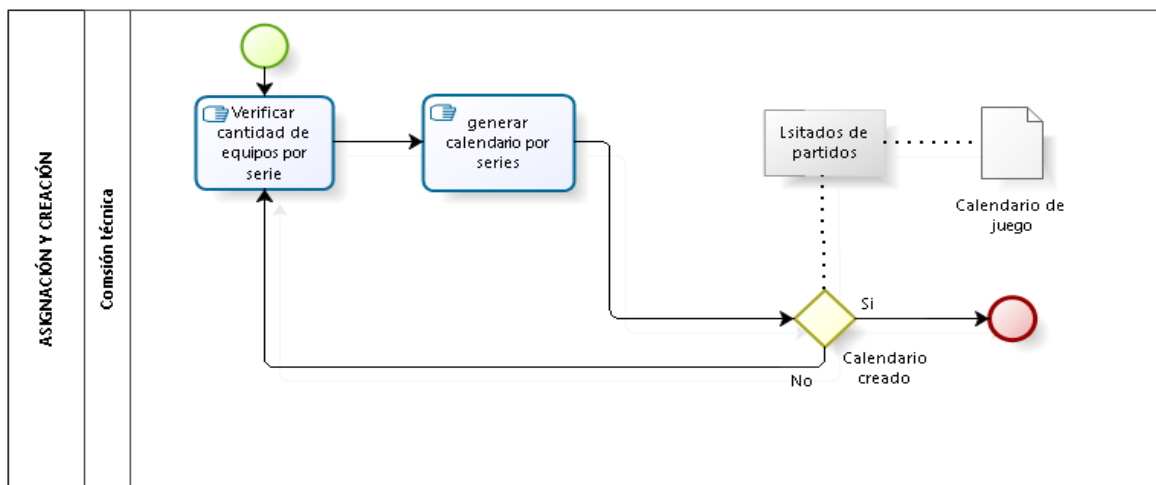 ASIGNACIÓN Y CREACIÓN
Comsión técnica
Verificar
cantidad de
equipos por
serie
generar
calendario por
series
Lsitados de
partidos
Calendario de
juego
Si
Calendario
creado
No